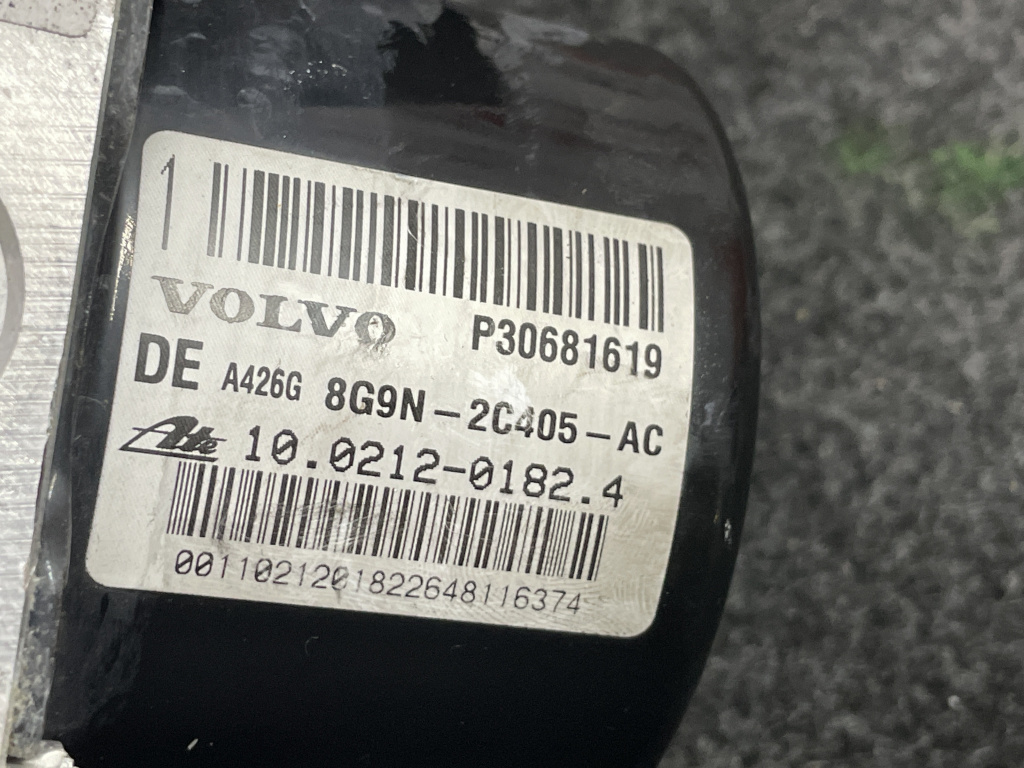 1
VOLVO P30681619
DE A426G 8G9N-2C405-AC
Ate 10.0212-0182.4
00110212018226481163​74